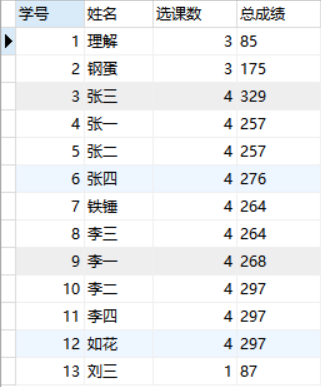 学号 姓名 选课数 总成绩
1 理解 3 85
2 钢蛋 3 175
3 张三 4 329
4 张一 4 257
5 张二 4 257
6 张四 4 276
7 铁锤 4 264
8 李三 4 264
9 李一 4 268
10 李二 4 297
11 李四 4 297
12 如花 4 297
13 刘三 1 87